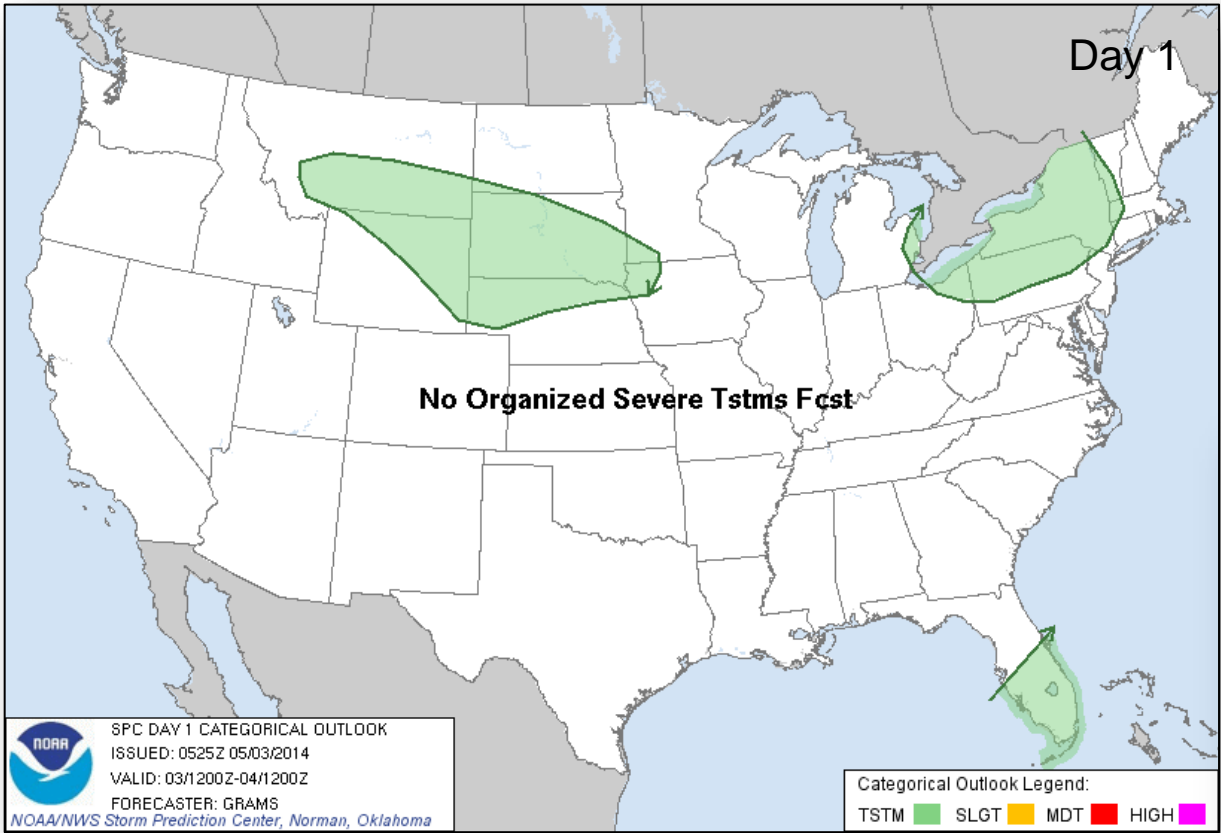 Day 1
No Organized Severe Tstms Fcst
NOAA
SPC DAY 1 CATEGORICAL OUTLOOK
ISSUED: 0525Z 05/03/2014
VALID: 03/1200Z-04/1200Z
FORECASTER: GRAMS
NOAA/NWS Storm Prediction Center, Norman, Oklahoma
Categorical Outlook Legend:
TSTM SLGT MDT HIGH